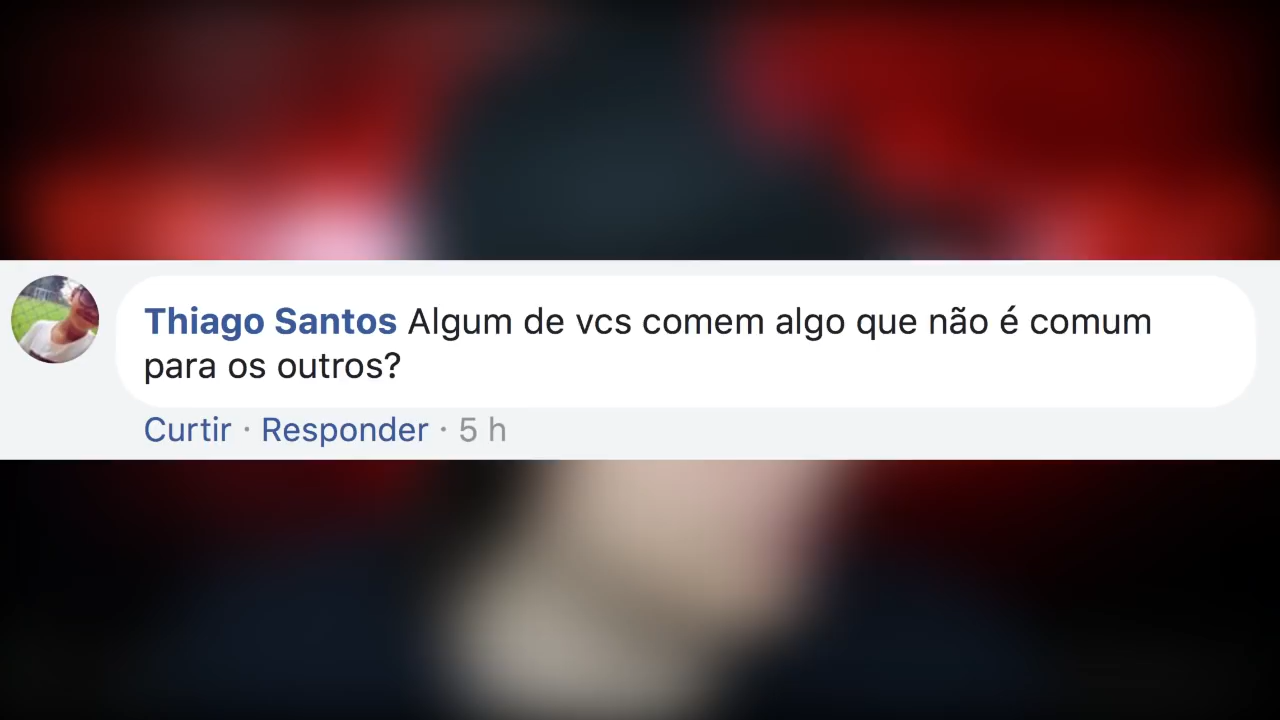 Thiago Santos Algum de vcs comem algo que não é comum
para os outros?
Curtir · Responder · 5 h